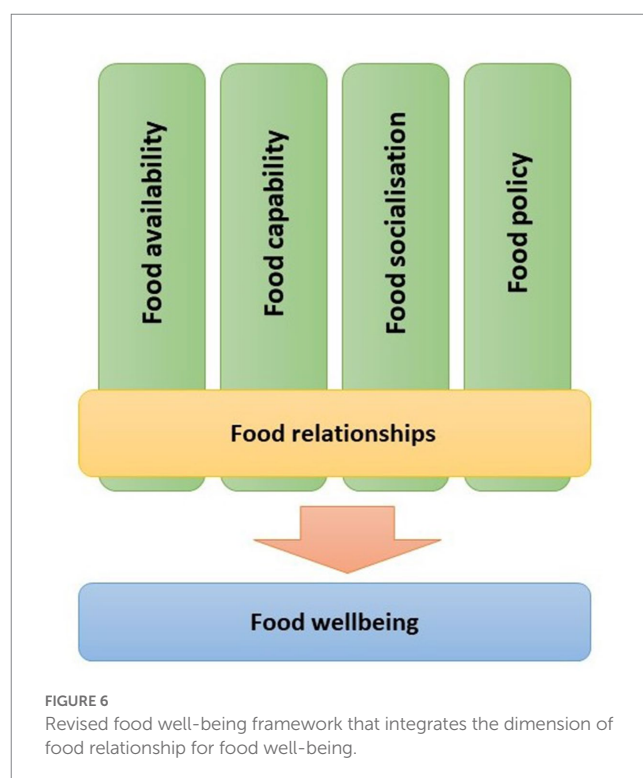 Food availability
Food capability
Food socialisation
Food policy
Food relationships
Food wellbeing
FIGURE 6
Revised food well-being framework that integrates the dimension of
food relationship for food well-being.